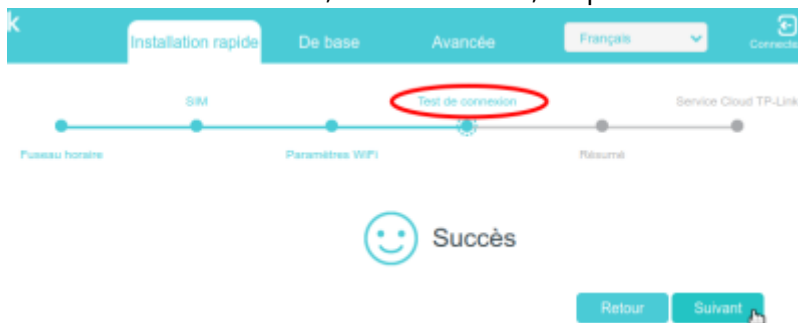 k
Installation rapide De base Avancée Français Connecte
SIM Test de connexion Service Cloud TP-Link
Fuseau horaire Paramètres WiFi Résumé
Succès
Retour Suivant